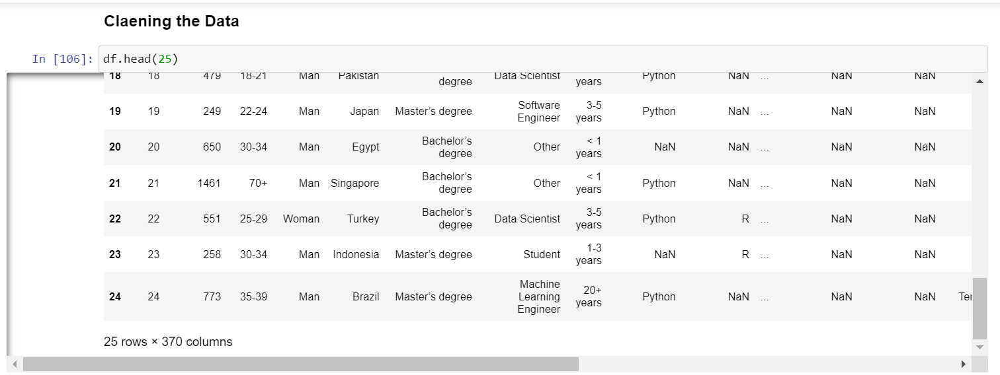 Claening the Data
In [106]: df.head(25)
18 18 479 18-21 Man Pakistan degree Data Scientist years Python NaN ... NaN NaN
19 19 249 22-24 Man Japan Master’s degree Software Engineer 3-5 years Python NaN ... NaN NaN
20 20 650 30-34 Man Egypt Bachelor’s degree Other < 1 years NaN NaN ... NaN NaN
21 21 1461 70+ Man Singapore Bachelor’s degree Other < 1 years Python NaN ... NaN NaN
22 22 551 25-29 Woman Turkey Bachelor’s degree Data Scientist 3-5 years Python R ... NaN NaN
23 23 258 30-34 Man Indonesia Master’s degree Student 1-3 years NaN R ... NaN NaN
24 24 773 35-39 Man Brazil Master’s degree Machine Learning Engineer 20+ years Python NaN ... NaN NaN
25 rows × 370 columns